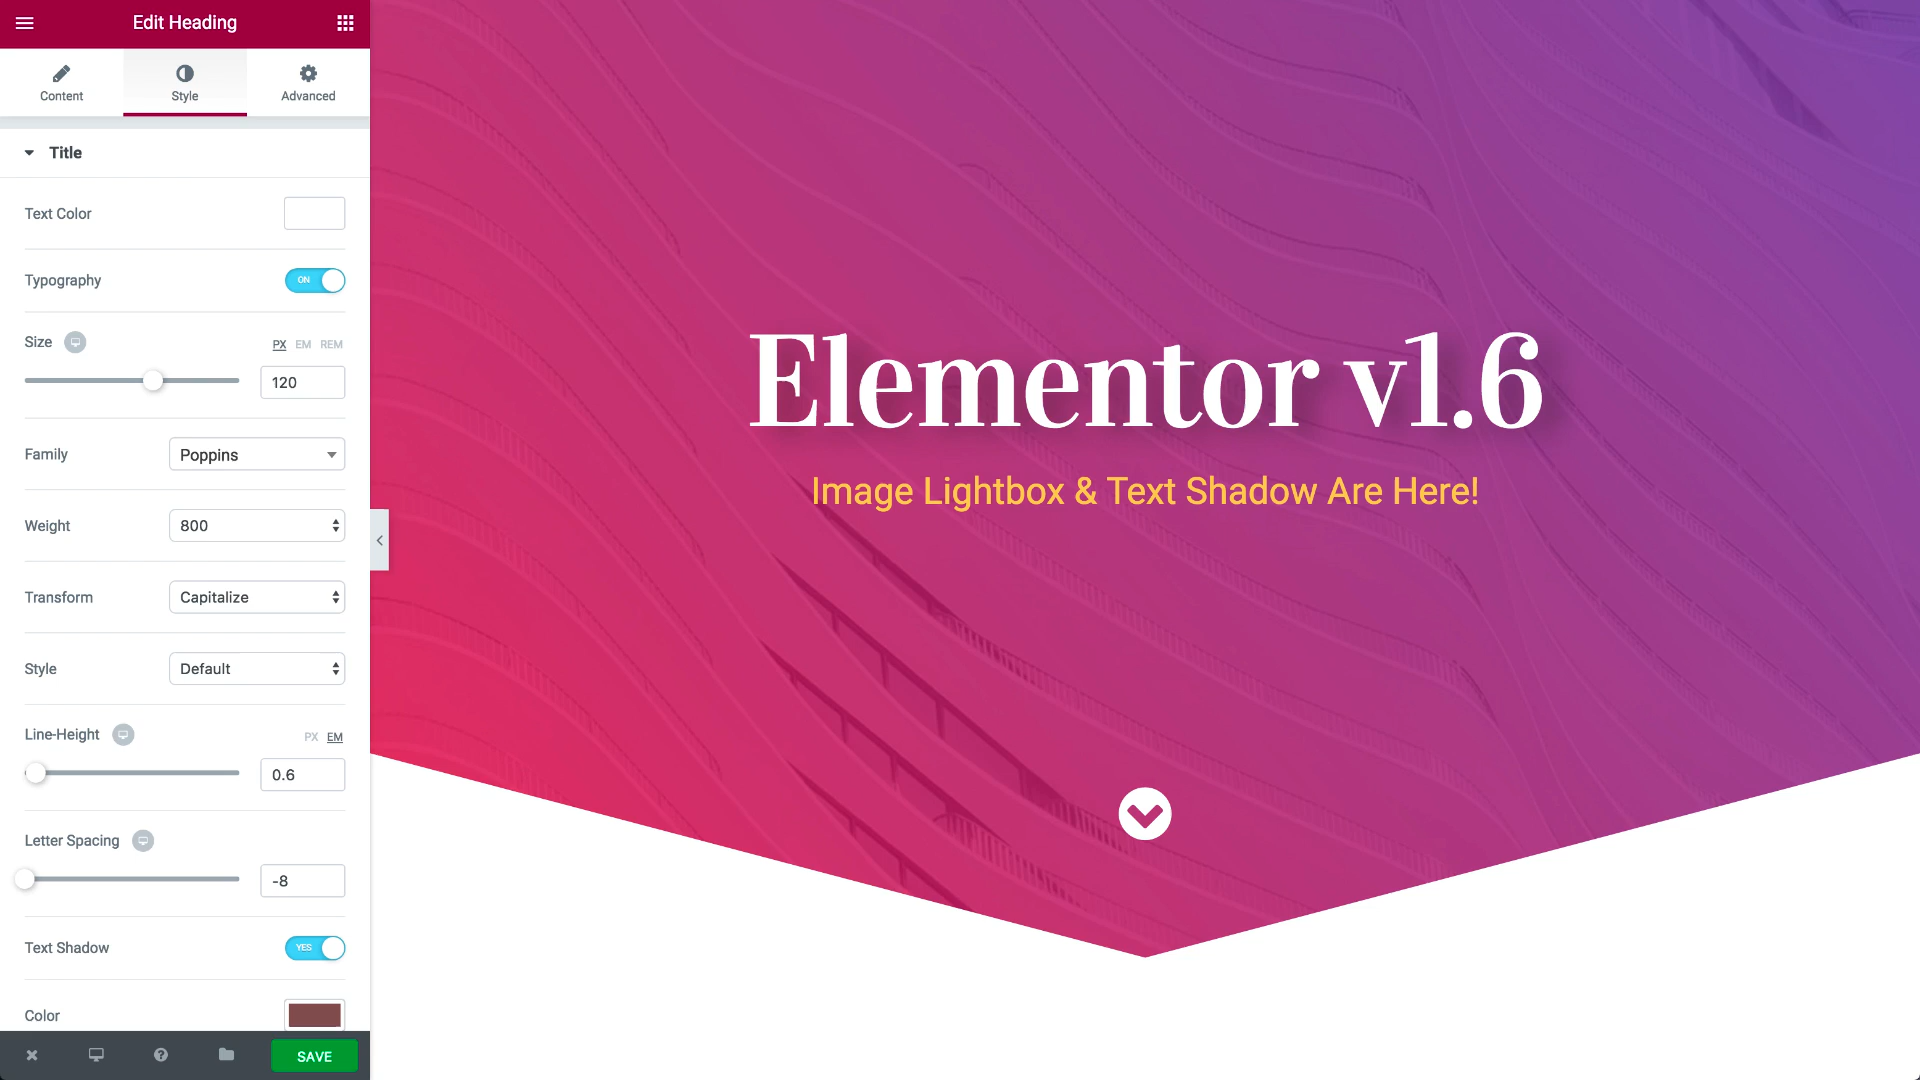 Edit Heading
Content
Style
Advanced
Title
Text Color
Typography
ON
Size
PX EM REM
120
Family
Poppins
Weight
800
Transform
Capitalize
Style
Default
Line-Height
PX EM
0.6
Letter Spacing
-8
Text Shadow
YES
Color
SAVE
Elementor v1.6
Image Lightbox & Text Shadow Are Here!